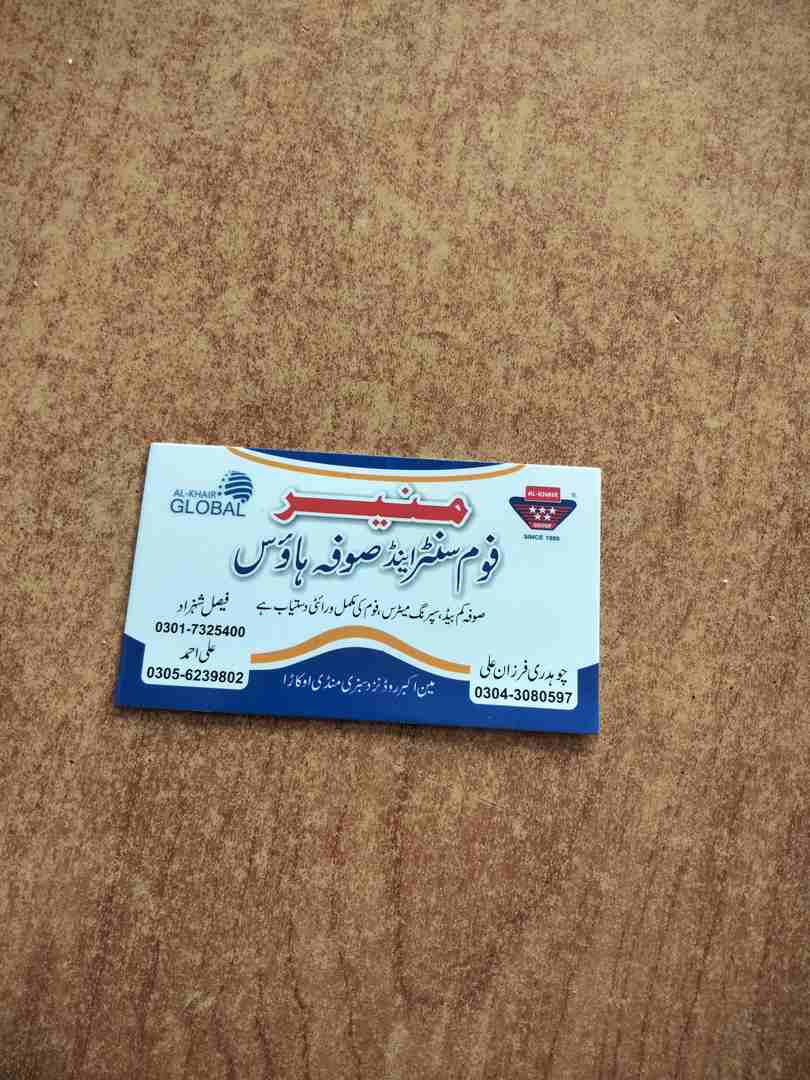 AL-KHAIR
GLOBAL
منیر
AL-KHAIR
GROUP
SINCE 1989
فوم سنٹر اینڈ صوفہ ہاؤس
صوفہ کم بیڈ، سپرنگ میٹرس، فوم کی مکمل ورائٹی دستیاب ہے
فیصل شہزاد
0301-7325400
علی احمد
0305-6239802
چوہدری فرزان علی
0304-3080597
مین اکبر روڈ نزد سبزی منڈی اوکاڑا